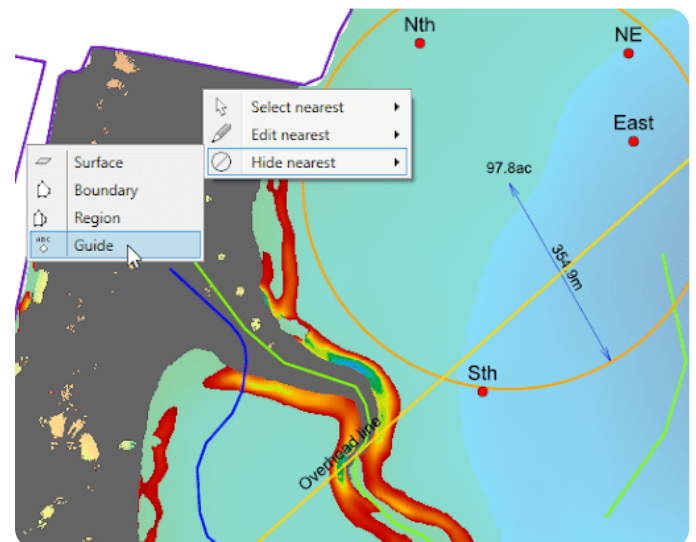 Nth
NE
East
Select nearest
Edit nearest
Hide nearest
Surface
Boundary
Region
abc
Guide
97.8ac
354.9m
Sth
Overhead line